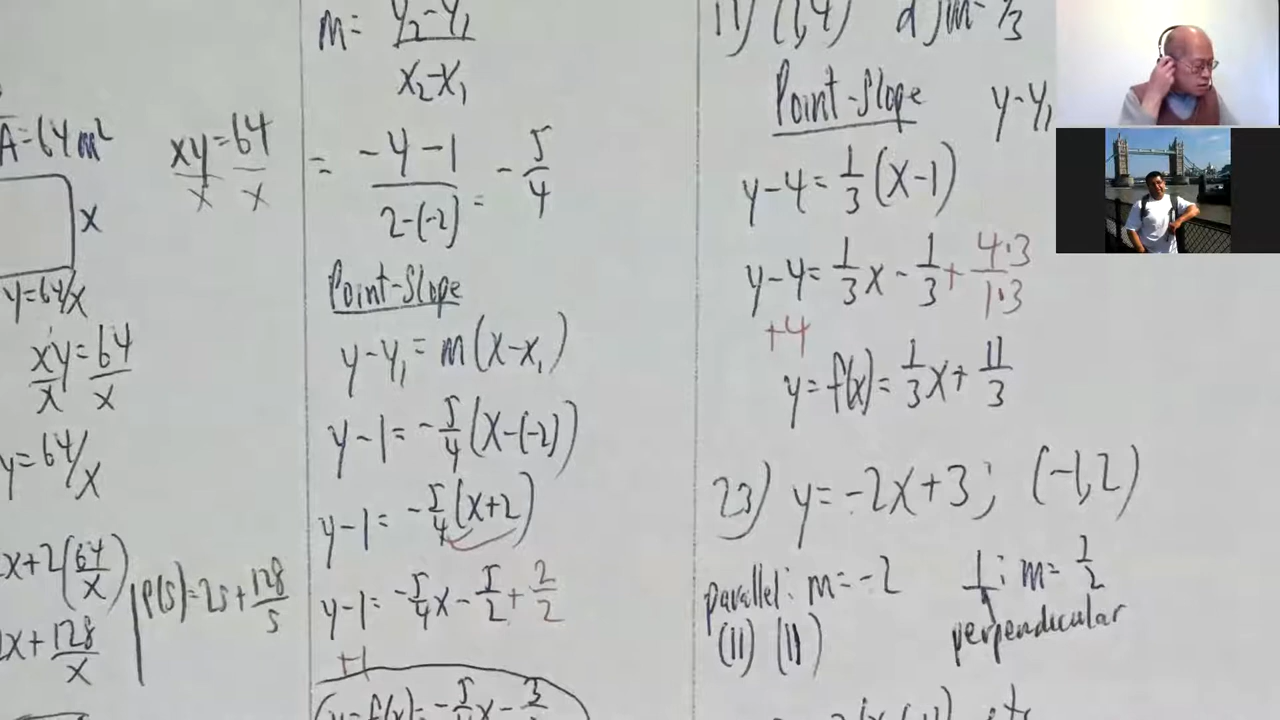 A=64m²
xy=64
x x
x
y=64/x
xy=64
x x
y=64/x
x+2(64/x)
P(s)=2s+128/s
x+128/x
m= y₂-y₁
x₂-x₁
= -4-1 / 2-(-2) = -5/4
Point-Slope
y-y₁=m(x-x₁)
y-1=-5/4(x-(-2))
y-1=-5/4(x+2)
y-1=-5/4x-5/2+2/2
+1
y=f(x)=-5/4x-3/
11) (1,4) d) m=1/3
Point-Slope y-y₁
y-4=1/3(x-1)
y-4=1/3x-1/3+4·3/1·3
+4
y=f(x)=1/3x+11/3
23) y=-2x+3; (-1,2)
parallel: m=-2 ⊥: m=1/2
(11) (11) perpendicular